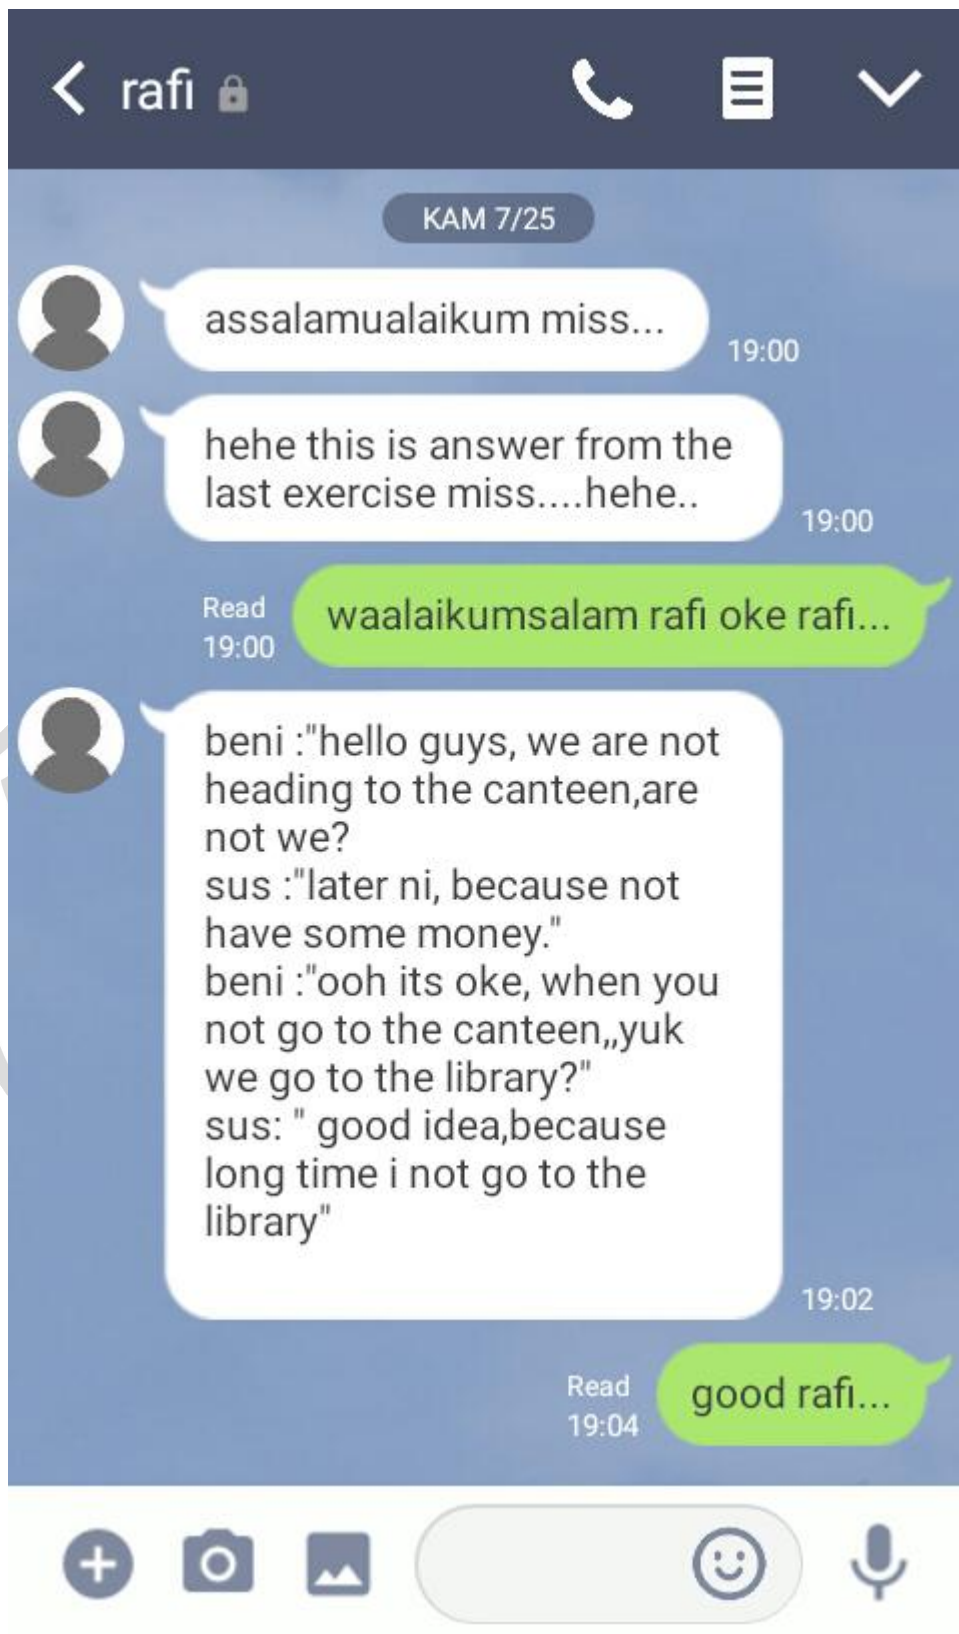 rafi
KAM 7/25
assalamualaikum miss...
19:00
hehe this is answer from the
last exercise miss....hehe..
19:00
Read
19:00
waalaikumsalam rafi oke rafi...
beni :"hello guys, we are not
heading to the canteen,are
not we?
sus :"later ni, because not
have some money."
beni :"ooh its oke, when you
not go to the canteen,,yuk
we go to the library?"
sus: " good idea,because
long time i not go to the
library"
19:02
Read
19:04
good rafi...